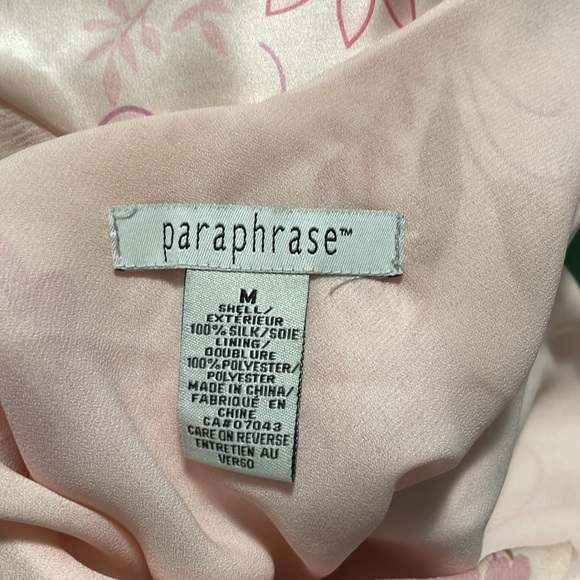 paraphrase™
M
SHELL/
EXTÉRIEUR
100% SILK/SOIE
LINING/
DOUBLURE
100% POLYESTER/
POLYESTER
MADE IN CHINA/
FABRIQUÉ EN
CHINE
CA#07043
CARE ON REVERSE
ENTRETIEN AU
VERSO